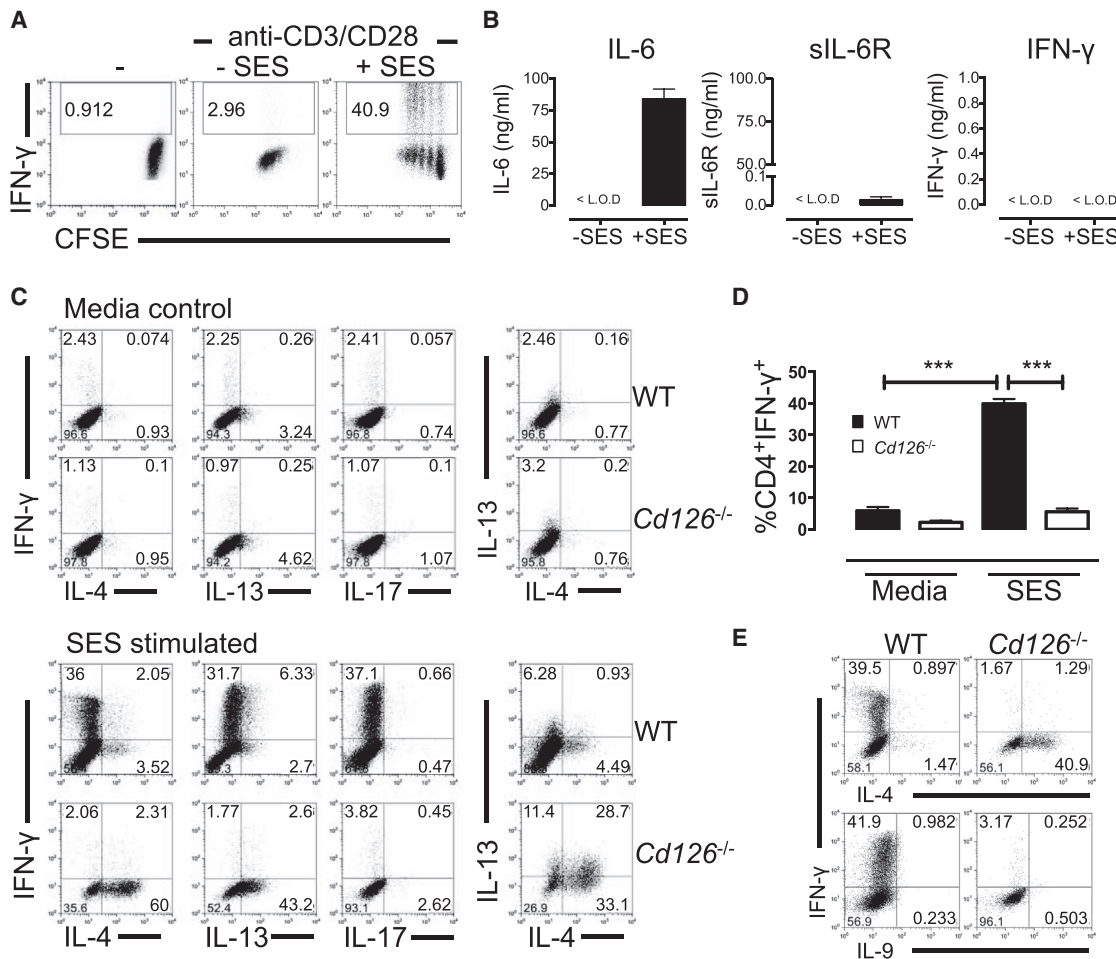 A
anti-CD3/CD28
- - SES + SES
0.912 2.96 40.9
IFN-γ
CFSE
B
IL-6 sIL-6R IFN-γ
IL-6 (ng/ml)
100
75
50
25
0
< L.O.D
-SES +SES
sIL-6R (ng/ml)
100.0
75.0
50.0
0.1
0.0
< L.O.D
-SES +SES
IFN-γ (ng/ml)
1.0
0.8
0.6
0.4
0.2
0.0
< L.O.D < L.O.D
-SES +SES
C
Media control
2.43 0.074 2.25 0.26 2.41 0.057 2.46 0.16
WT
96.6 0.93 94.3 3.24 96.8 0.74 96.6 0.77
1.13 0.1 0.97 0.25 1.07 0.1 3.2 0.2
Cd126-/-
97.8 0.95 94.2 4.62 97.8 1.07 95.8 0.76
IFN-γ IL-13
IL-4 IL-13 IL-17 IL-4
SES stimulated
36 2.05 31.7 6.33 37.1 0.66 6.28 0.93
WT
3.52 2.7 0.47 4.49
2.06 2.31 1.77 2.6 3.82 0.45 11.4 28.7
Cd126-/-
35.6 60 52.4 43.2 93.1 2.62 26.9 33.1
IFN-γ IL-13
IL-4 IL-13 IL-17 IL-4
D
%CD4+IFN-γ+
50
40
30
20
10
0
*** ***
WT
Cd126-/-
Media SES
E
WT Cd126-/-
39.5 0.897 1.67 1.29
58.1 1.47 56.1 40.9
IL-4
41.9 0.982 3.17 0.252
56.9 0.233 96.1 0.503
IFN-γ
IL-9